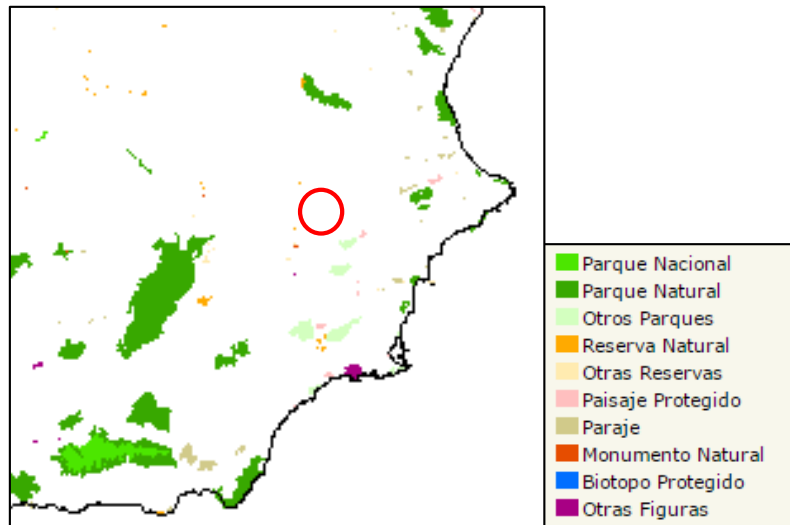 Parque Nacional
Parque Natural
Otros Parques
Reserva Natural
Otras Reservas
Paisaje Protegido
Paraje
Monumento Natural
Biotopo Protegido
Otras Figuras